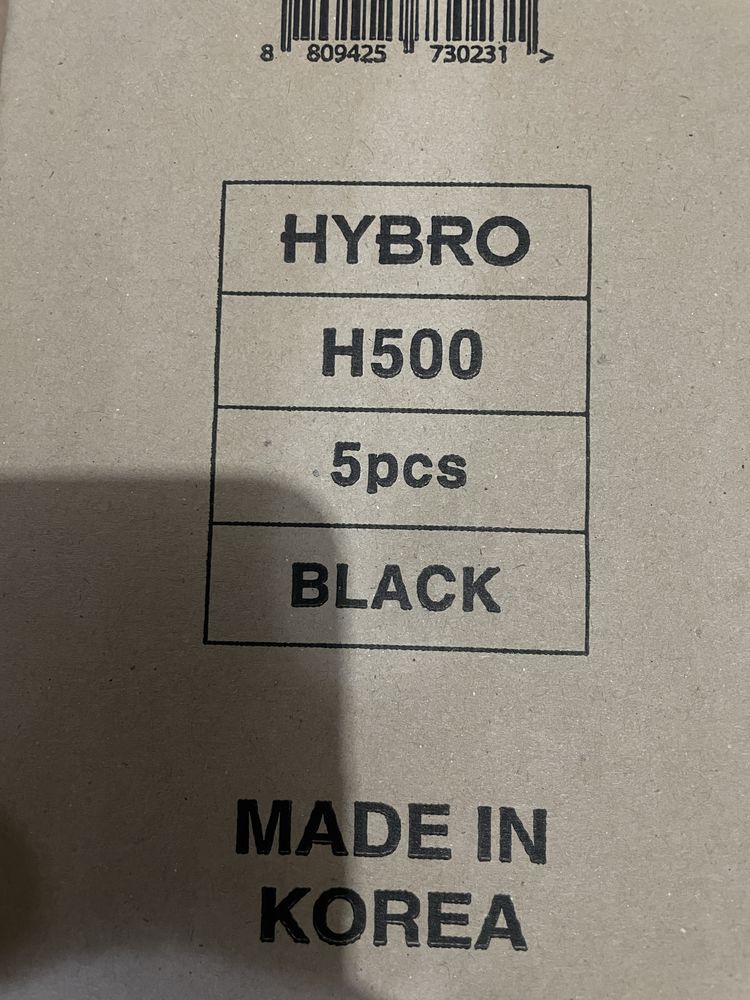 8 809425 730231 >
HYBRO
H500
5pcs
BLACK
MADE IN
KOREA